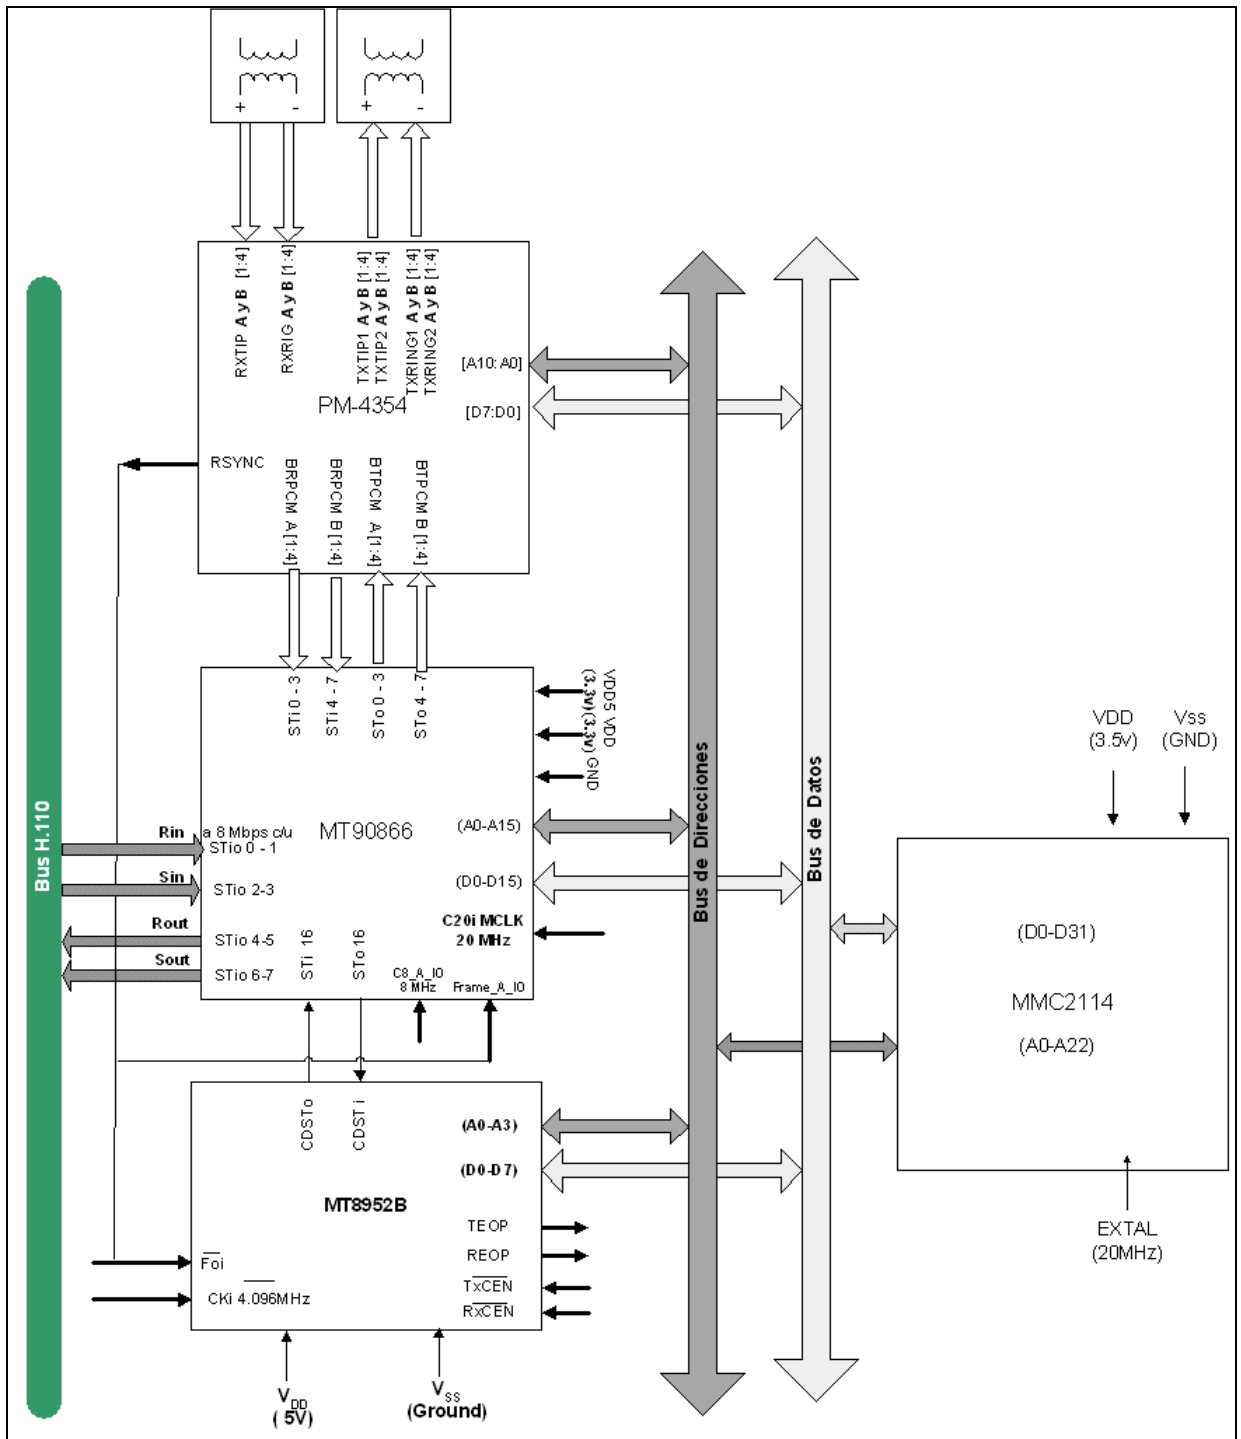 + -
+ -
RXTIP A y B [1:4]
RXRIG A y B [1:4]
TXTIP1 A y B [1:4]
TXTIP2 A y B [1:4]
TXRING1 A y B [1:4]
TXRING2 A y B [1:4]
[A10:A0]
PM-4354
[D7:D0]
RSYNC
BRPCM A[1:4]
BRPCM B [1:4]
BTPCM A[1:4]
BTPCM B [1:4]
STi 0 - 3
STi 4 - 7
STo 0 - 3
STo 4 - 7
VDD5 VDD
(3.3v)(3.3v) GND
Bus H.110
Rin
a 8 Mbps c/u
STio 0 - 1
MT90866
(A0-A15)
Sin
STio 2-3
(D0-D15)
Rout
STio 4-5
Sout
STio 6-7
STi 16
STo 16
C20i MCLK
20 MHz
C8_A_IO
8 MHz
Frame_A_IO
Bus de Direcciones
Bus de Datos
VDD
(3.5v)
Vss
(GND)
(D0-D31)
MMC2114
(A0-A22)
EXTAL
(20MHz)
CDSTo
CDSTi
(A0-A3)
(D0-D7)
MT8952B
TEOP
REOP
TxCEN
RxCEN
Foi
CKi 4.096MHz
VDD
( 5V)
VSS
(Ground)